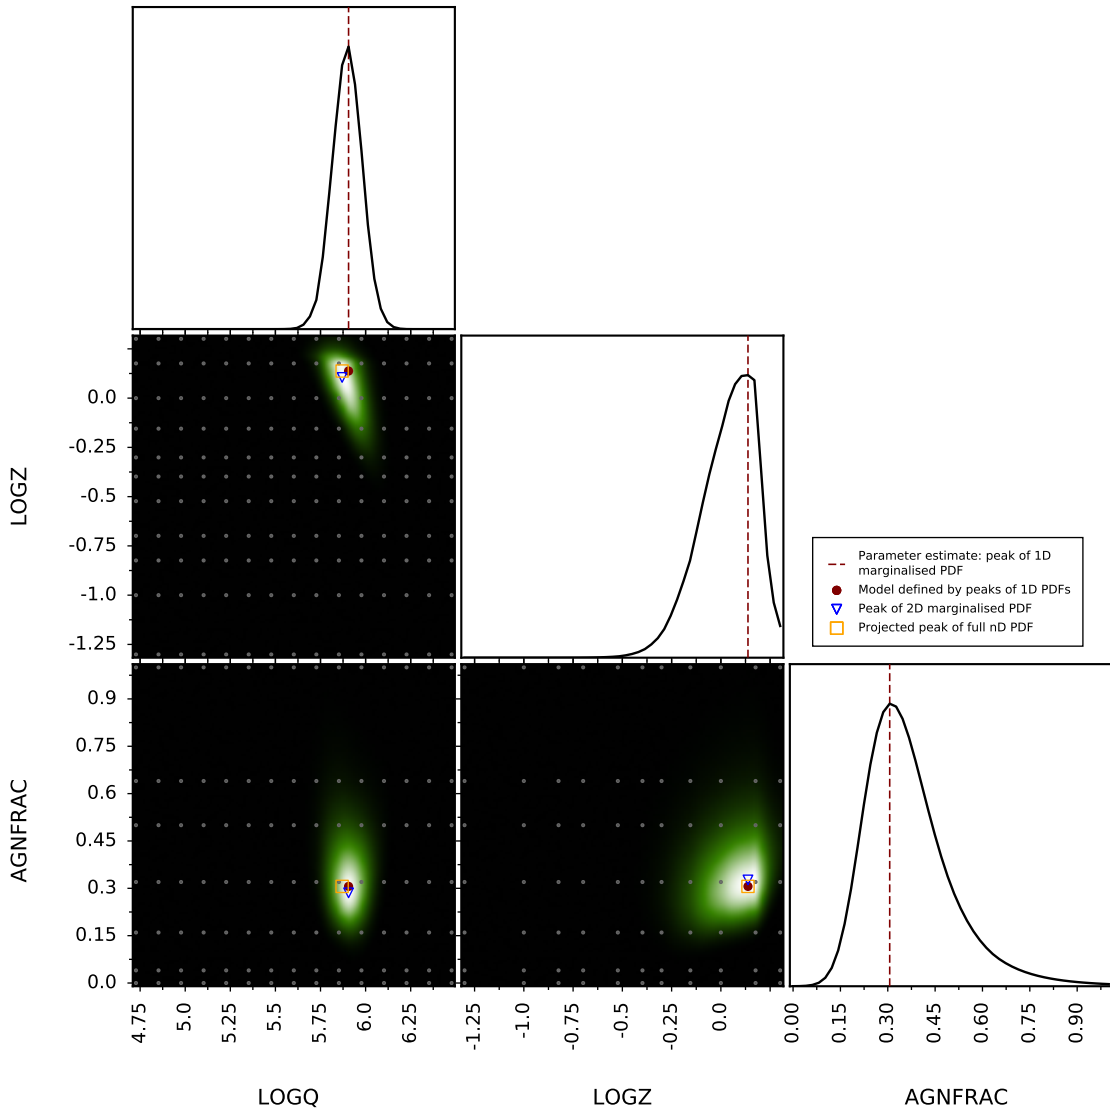 LOGZ
0.0
-0.25
-0.5
-0.75
-1.0
-1.25
Parameter estimate: peak of 1D
marginalised PDF
Model defined by peaks of 1D PDFs
Peak of 2D marginalised PDF
Projected peak of full nD PDF
AGNFRAC
0.9
0.75
0.6
0.45
0.3
0.15
0.0
4.75 5.0 5.25 5.5 5.75 6.0 6.25
-1.25 -1.0 -0.75 -0.5 -0.25 0.0
0.00 0.15 0.30 0.45 0.60 0.75 0.90
LOGQ LOGZ AGNFRAC